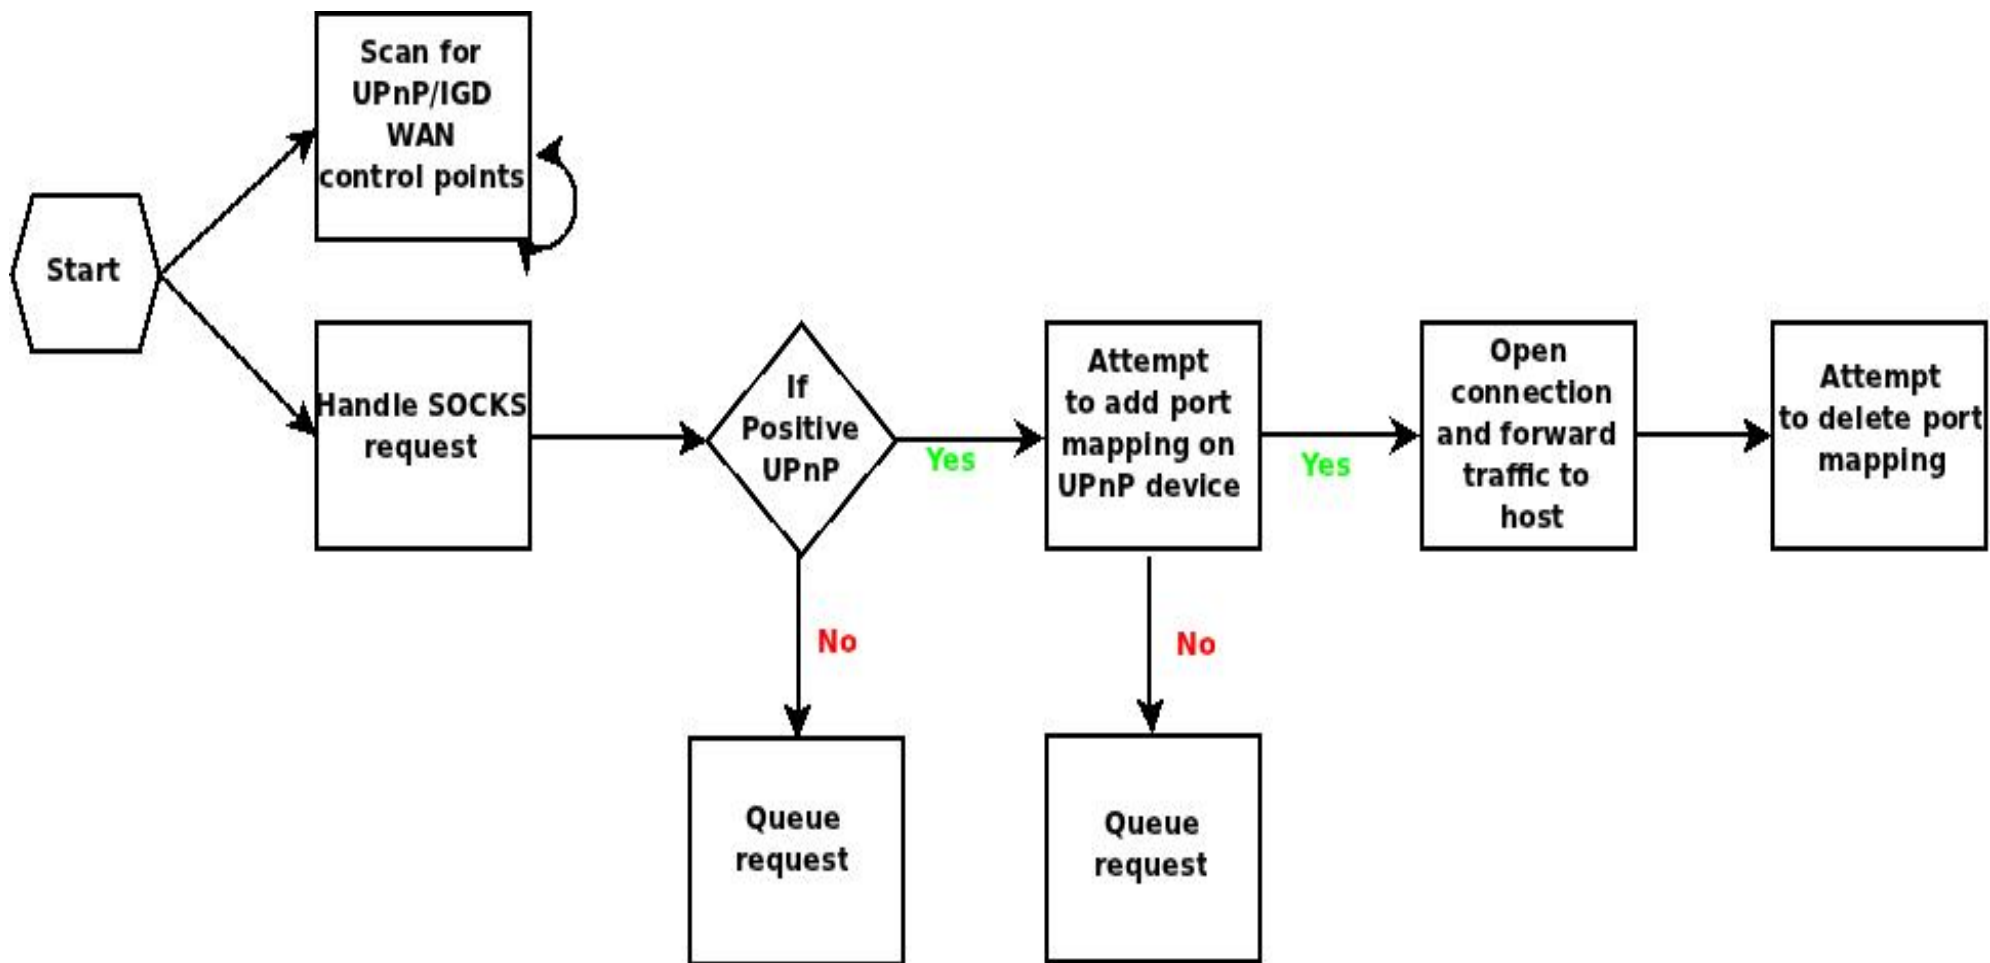 Scan for
UPnP/IGD
WAN
control points
Start
Handle SOCKS
request
If
Positive
UPnP
Yes
Attempt
to add port
mapping on
UPnP device
Yes
Open
connection
and forward
traffic to
host
Attempt
to delete port
mapping
No
No
Queue
request
Queue
request